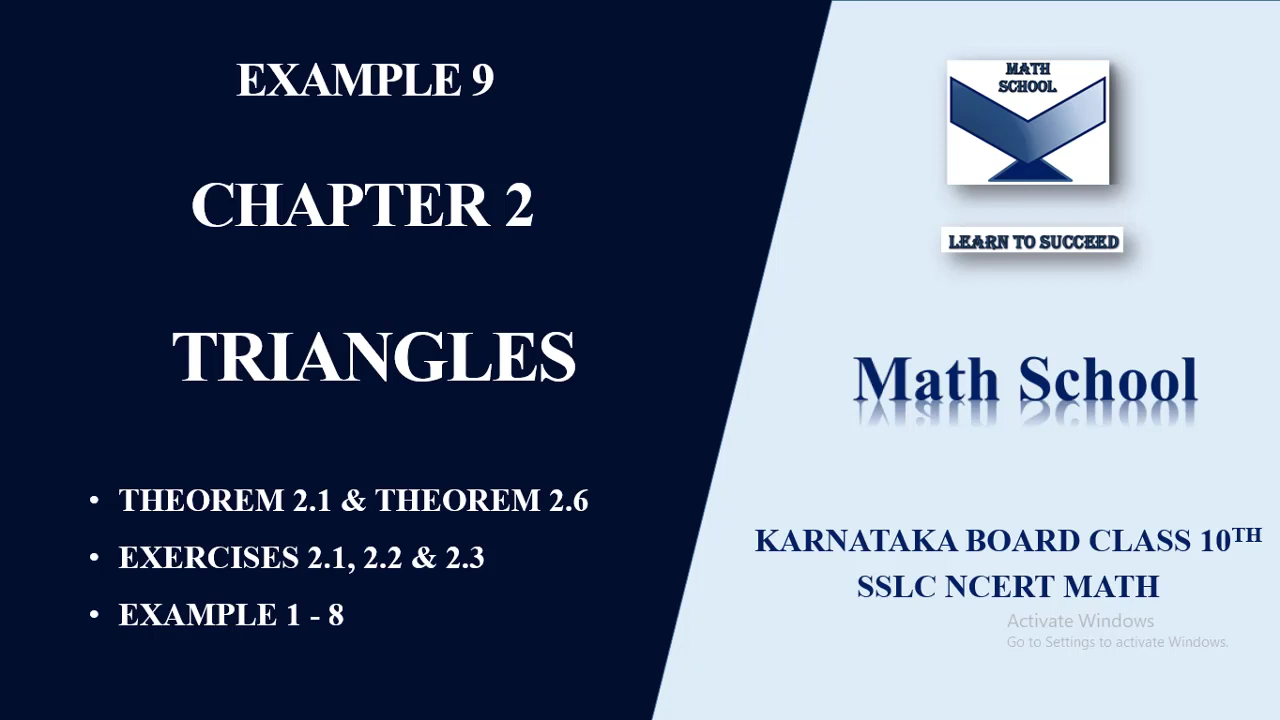 EXAMPLE 9
CHAPTER 2
TRIANGLES
• THEOREM 2.1 & THEOREM 2.6
• EXERCISES 2.1, 2.2 & 2.3
• EXAMPLE 1 - 8
MATH
SCHOOL
LEARN TO SUCCEED
Math School
KARNATAKA BOARD CLASS 10TH
SSLC NCERT MATH
Activate Windows
Go to Settings to activate Windows.